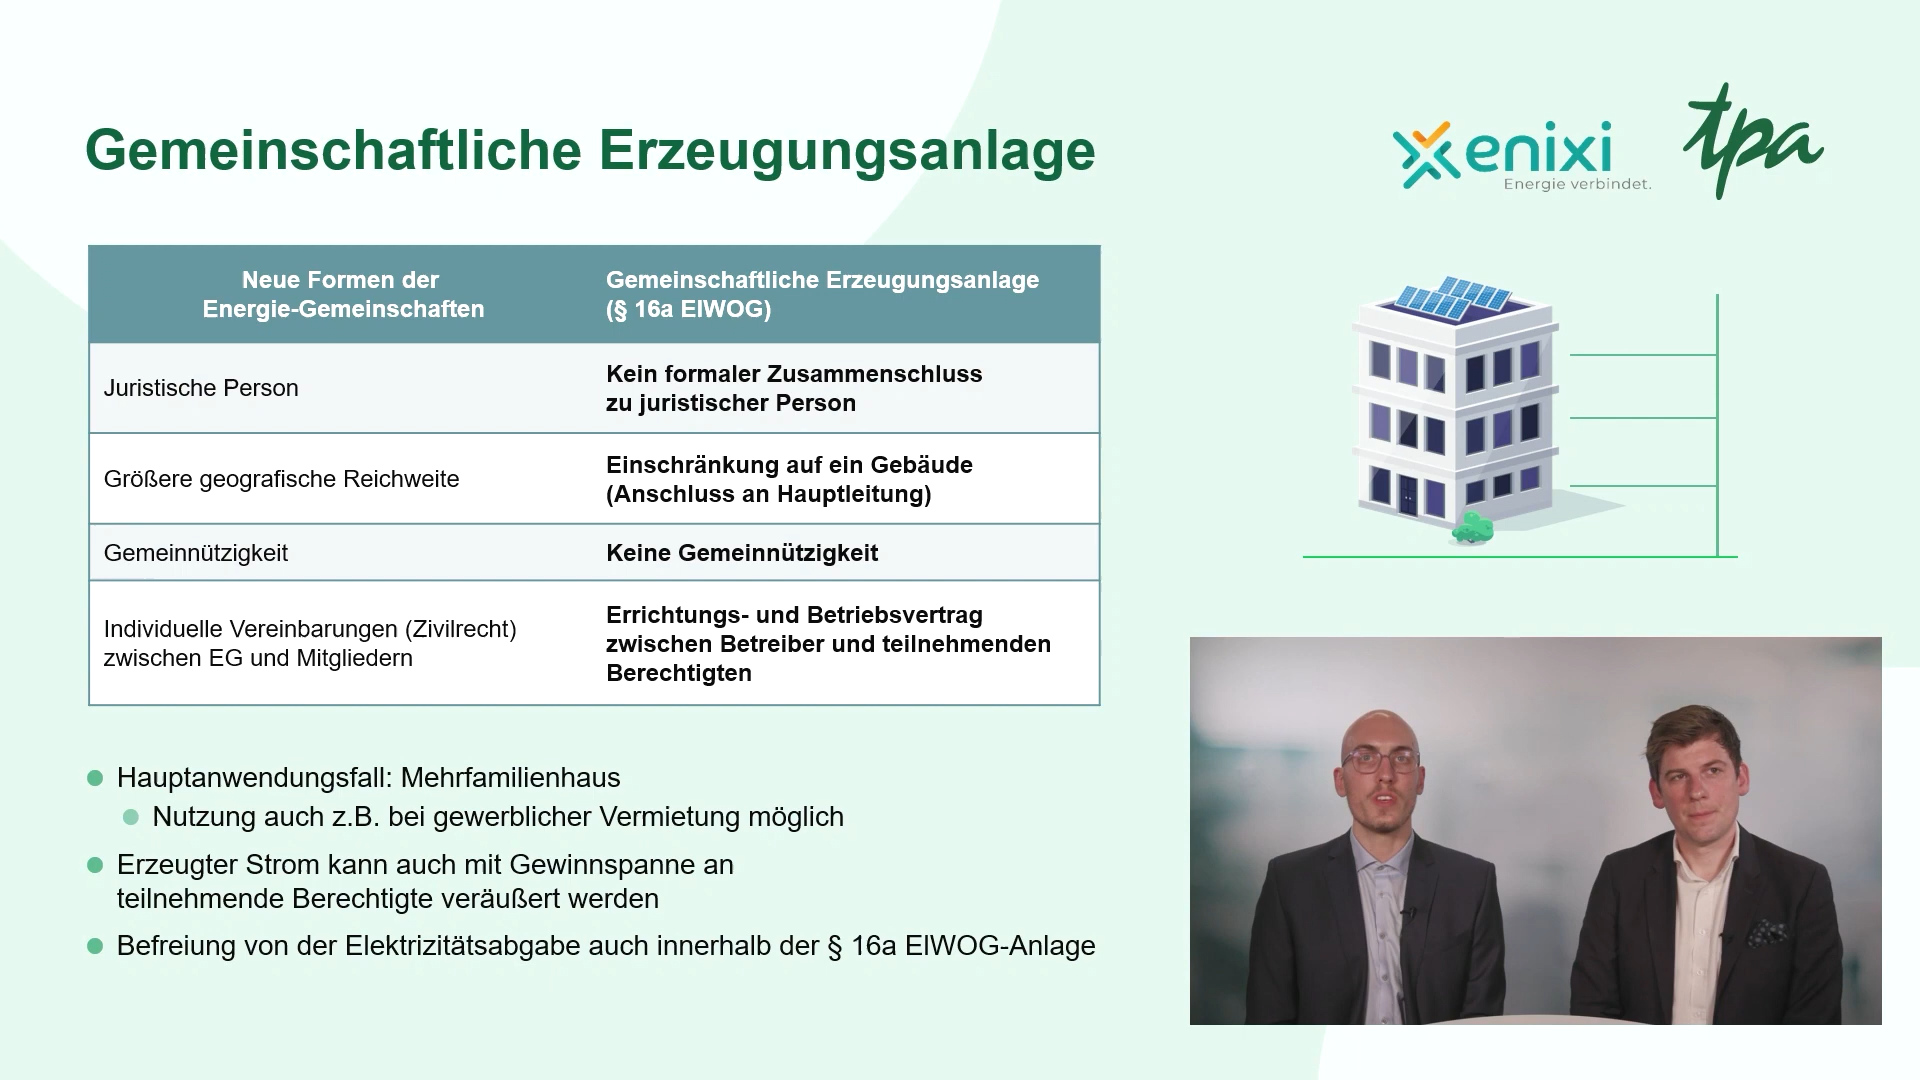 Gemeinschaftliche Erzeugungsanlage
enixi
Energie verbindet.
tpa
Neue Formen der
Energie-Gemeinschaften
Gemeinschaftliche Erzeugungsanlage
(§ 16a ElWOG)
Juristische Person
Kein formaler Zusammenschluss
zu juristischer Person
Größere geografische Reichweite
Einschränkung auf ein Gebäude
(Anschluss an Hauptleitung)
Gemeinnützigkeit
Keine Gemeinnützigkeit
Individuelle Vereinbarungen (Zivilrecht)
zwischen EG und Mitgliedern
Errichtungs- und Betriebsvertrag
zwischen Betreiber und teilnehmenden
Berechtigten
Hauptanwendungsfall: Mehrfamilienhaus
Nutzung auch z.B. bei gewerblicher Vermietung möglich
Erzeugter Strom kann auch mit Gewinnspanne an
teilnehmende Berechtigte veräußert werden
Befreiung von der Elektrizitätsabgabe auch innerhalb der § 16a ElWOG-Anlage